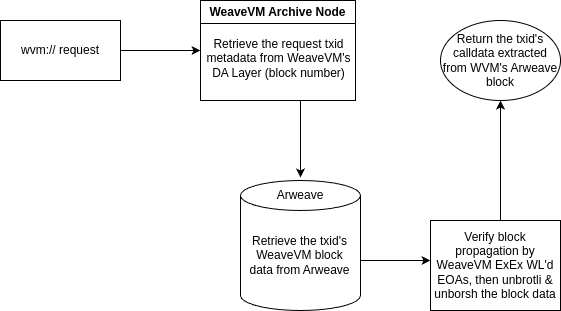 wvm:// request
WeaveVM Archive Node
Retrieve the request txid
metadata from WeaveVM's
DA Layer (block number)
Arweave
Retrieve the txid's
WeaveVM block
data from Arweave
Verify block
propagation by
WeaveVM ExEx WL'd
EOAs, then unbrotli &
unborsh the block data
Return the txid's
calldata extracted
from WVM's Arweave
block